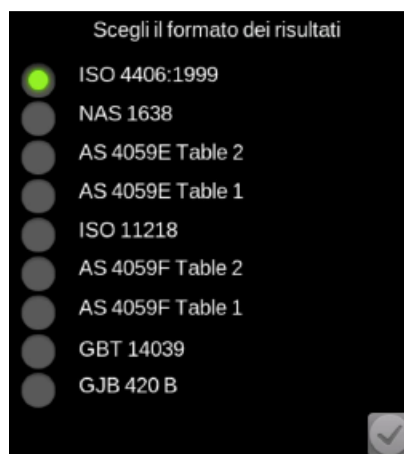 Scegli il formato dei risultati
ISO 4406:1999
NAS 1638
AS 4059E Table 2
AS 4059E Table 1
ISO 11218
AS 4059F Table 2
AS 4059F Table 1
GBT 14039
GJB 420 B